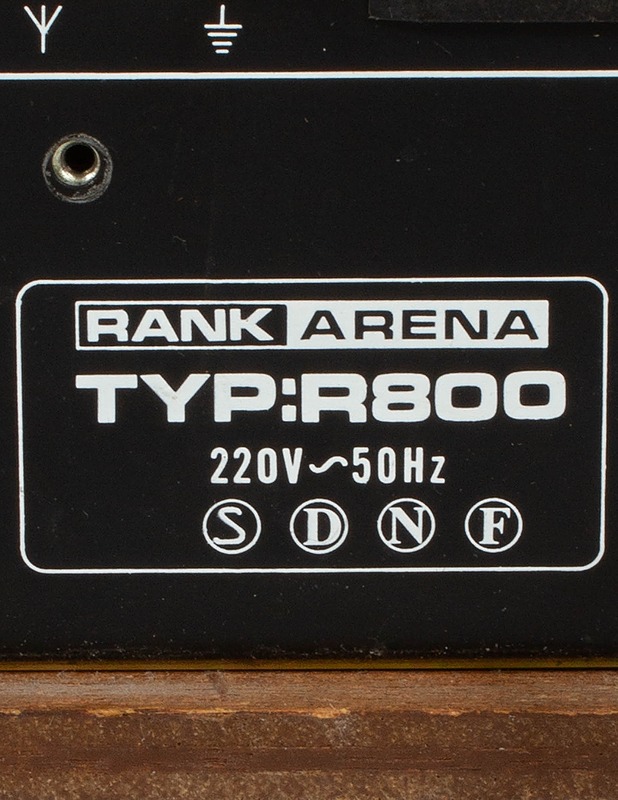 RANK ARENA
TYP:R800
220V~50Hz
S D N F